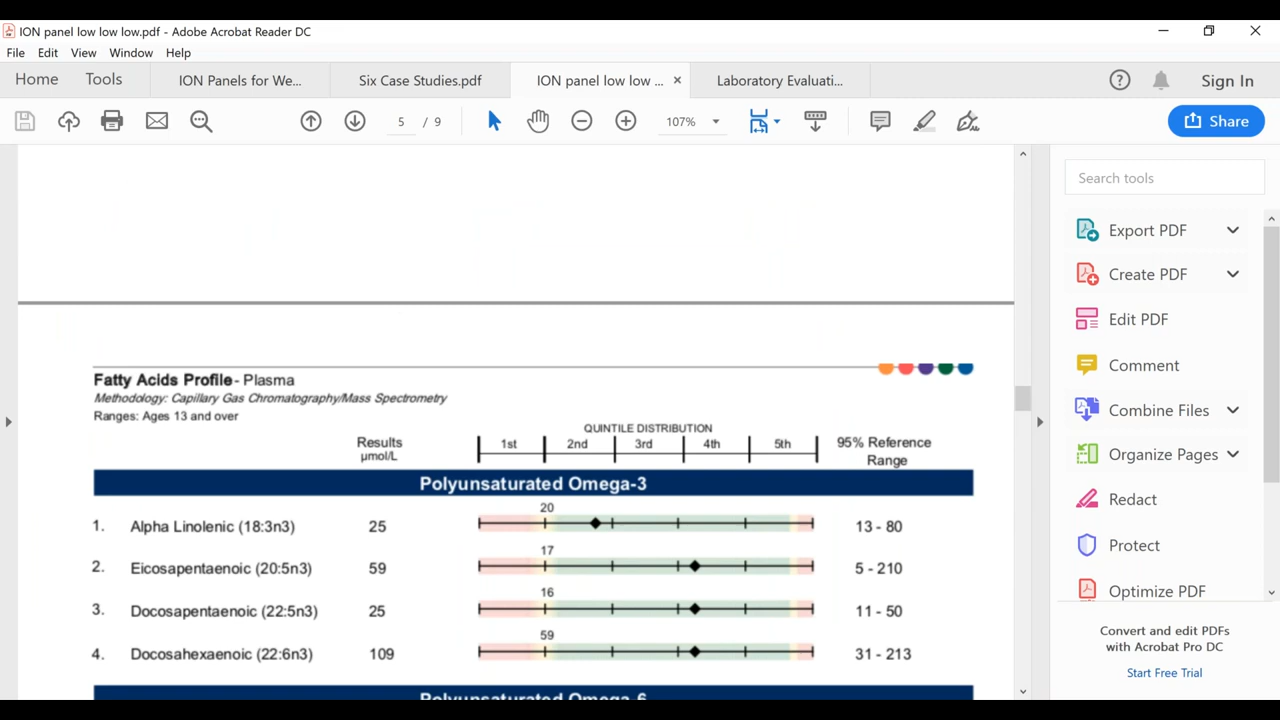 ION panel low low low.pdf - Adobe Acrobat Reader DC
File Edit View Window Help
Home Tools ION Panels for We... Six Case Studies.pdf ION panel low low ... × Laboratory Evaluati... ? Sign In
5 / 9 107% Share
Search tools
Export PDF
Create PDF
Edit PDF
Comment
Combine Files
Organize Pages
Redact
Protect
Optimize PDF
Convert and edit PDFs
with Acrobat Pro DC
Start Free Trial
Fatty Acids Profile - Plasma
Methodology: Capillary Gas Chromatography/Mass Spectrometry
Ranges: Ages 13 and over
QUINTILE DISTRIBUTION
Results 1st 2nd 3rd 4th 5th 95% Reference
µmol/L Range
Polyunsaturated Omega-3
20
1. Alpha Linolenic (18:3n3) 25 13 - 80
17
2. Eicosapentaenoic (20:5n3) 59 5 - 210
16
3. Docosapentaenoic (22:5n3) 25 11 - 50
59
4. Docosahexaenoic (22:6n3) 109 31 - 213
Polyunsaturated Omega-6